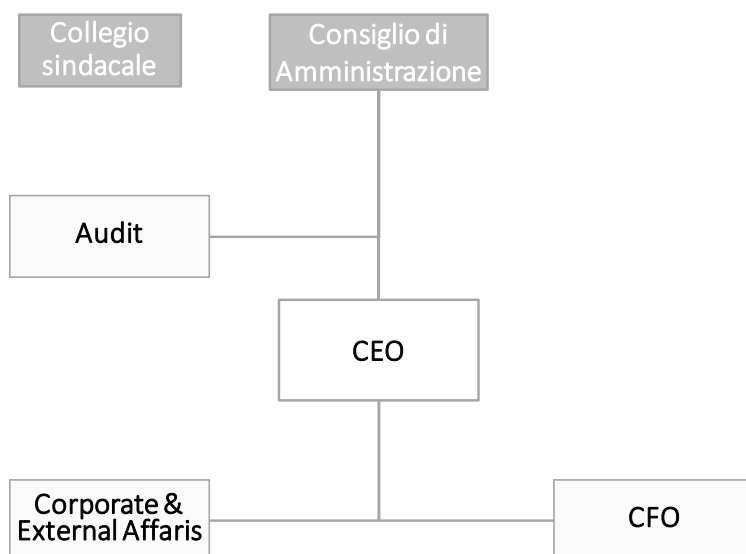 Collegio
sindacale
Consiglio di
Amministrazione
Audit
CEO
Corporate &
External Affaris
CFO